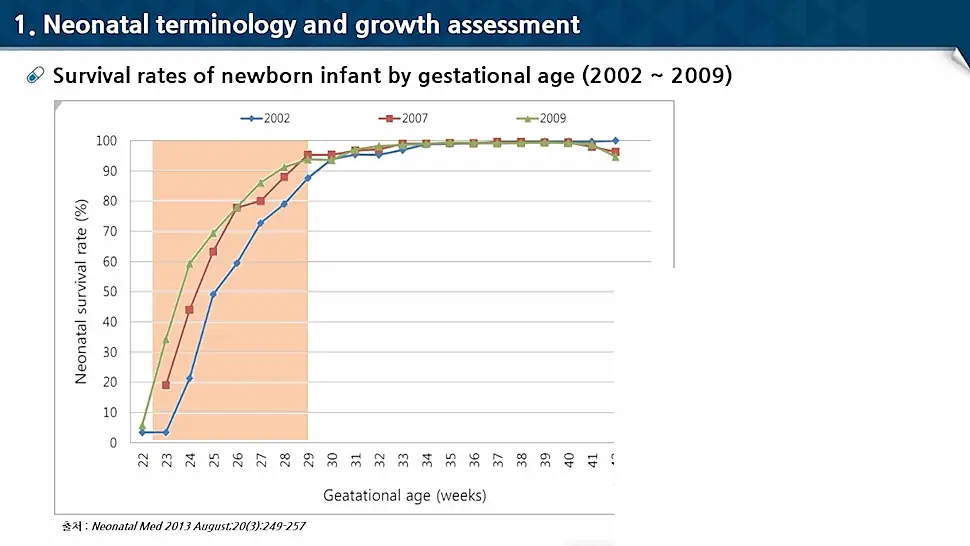 1. Neonatal terminology and growth assessment
Survival rates of newborn infant by gestational age (2002 ~ 2009)
2002 2007 2009
100
90
80
70
60
50
40
30
20
10
0
Neonatal survival rate (%)
22 23 24 25 26 27 28 29 30 31 32 33 34 35 36 37 38 39 40 41
Geatational age (weeks)
출처 : Neonatal Med 2013 August;20(3):249-257